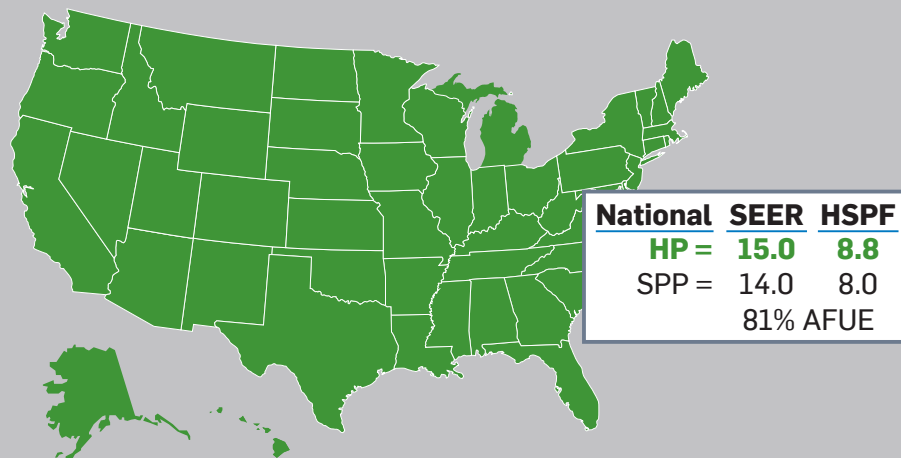 National SEER HSPF
HP = 15.0 8.8
SPP = 14.0 8.0
81% AFUE